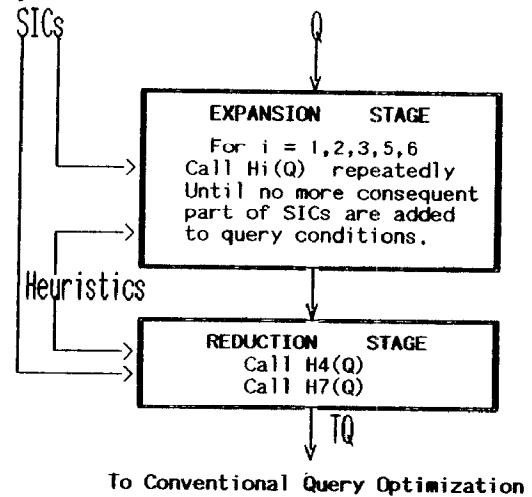 SICs
Q
EXPANSION STAGE
For i = 1,2,3,5,6
Call Hi(Q) repeatedly
Until no more consequent
part of SICs are added
to query conditions.
Heuristics
REDUCTION STAGE
Call H4(Q)
Call H7(Q)
TQ
To Conventional Query Optimization